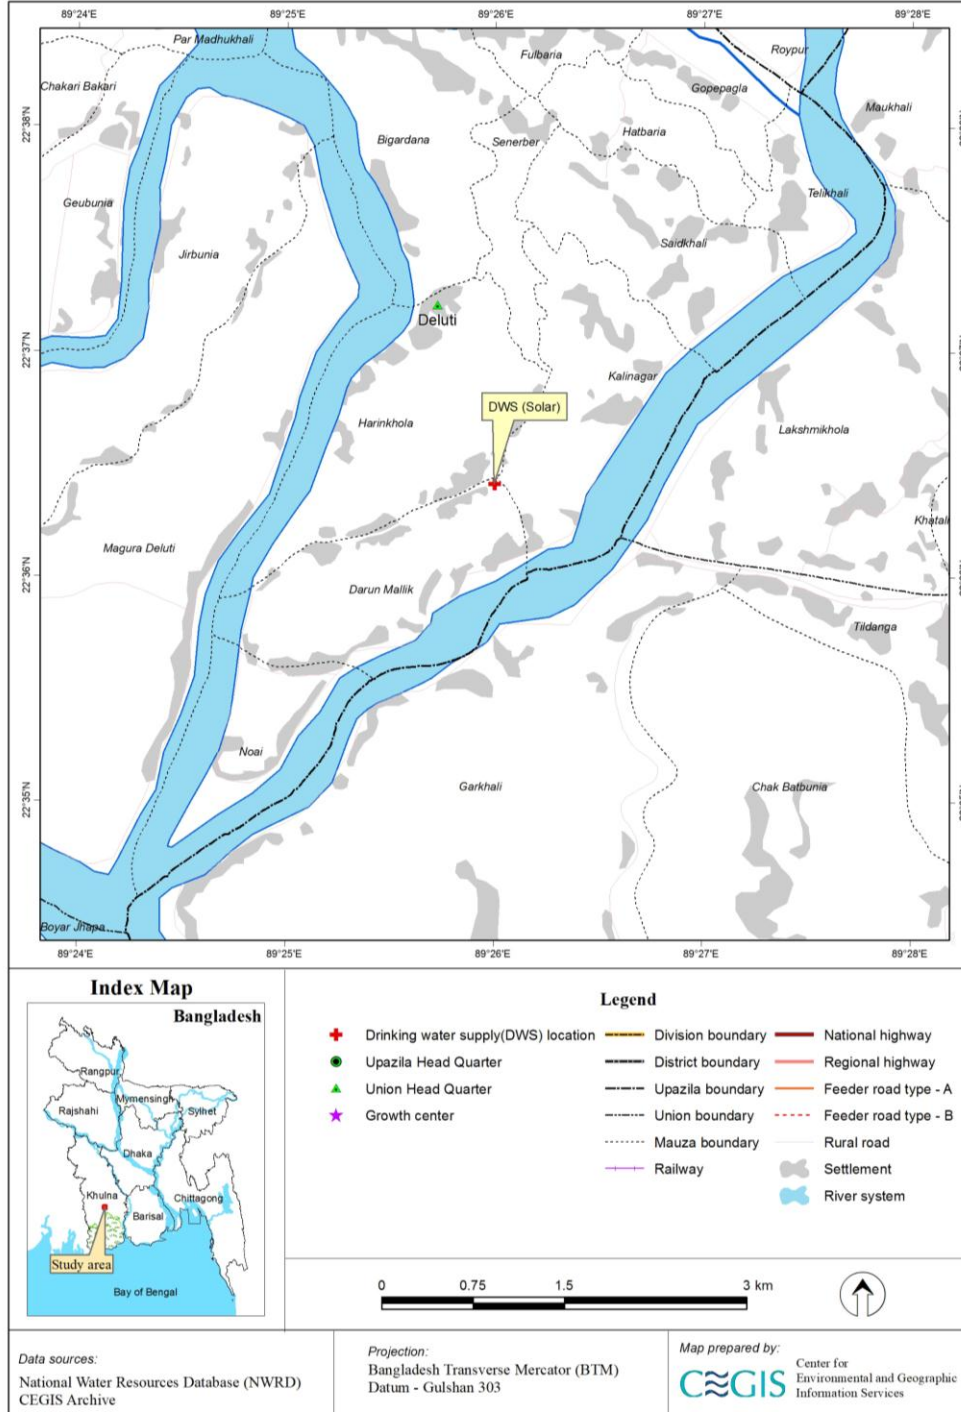 89°24'E 89°25'E 89°26'E 89°27'E 89°28'E
Par Madhukhali
Fulbaria
Roypur
Chakari Bakari
Gopepagla
Maukhali
22°38'N
Bigardana
Senerber
Hatbaria
Geubunia
Telikhali
Jirbunia
Saidkhali
Deluti
22°37'N
Kalinagar
DWS (Solar)
Harinkhola
Lakshmikhola
Khatali
Magura Deluti
22°36'N
Darun Mallik
Tildanga
Noai
Garkhali
Chak Batbunia
22°35'N
Boyar Jhapa
89°24'E 89°25'E 89°26'E 89°27'E 89°28'E
Index Map
Bangladesh
Rangpur
Mymensingh
Rajshahi
Sylhet
Dhaka
Khulna
Chittagong
Barisal
Study area
Bay of Bengal
Legend
Drinking water supply(DWS) location
Upazila Head Quarter
Union Head Quarter
Growth center
Division boundary
District boundary
Upazila boundary
Union boundary
Mauza boundary
Railway
National highway
Regional highway
Feeder road type - A
Feeder road type - B
Rural road
Settlement
River system
0 0.75 1.5 3 km
Data sources:
National Water Resources Database (NWRD)
CEGIS Archive
Projection:
Bangladesh Transverse Mercator (BTM)
Datum - Gulshan 303
Map prepared by:
CEGIS
Center for
Environmental and Geographic
Information Services